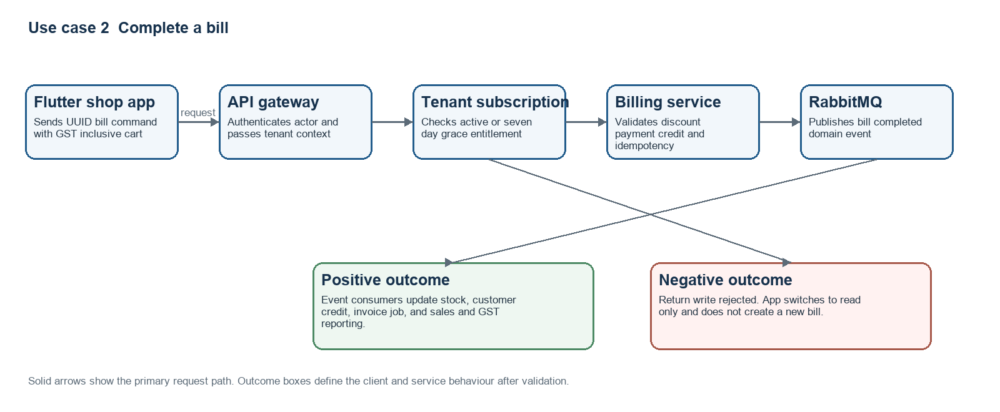 Use case 2  Complete a bill
Flutter shop app
Sends UUID bill command
with GST inclusive cart
request
API gateway
Authenticates actor and
passes tenant context
Tenant subscription
Checks active or seven
day grace entitlement
Billing service
Validates discount
payment credit and
idempotency
RabbitMQ
Publishes bill completed
domain event
Positive outcome
Event consumers update stock, customer
credit, invoice job, and sales and GST
reporting.
Negative outcome
Return write rejected. App switches to read
only and does not create a new bill.
Solid arrows show the primary request path. Outcome boxes define the client and service behaviour after validation.